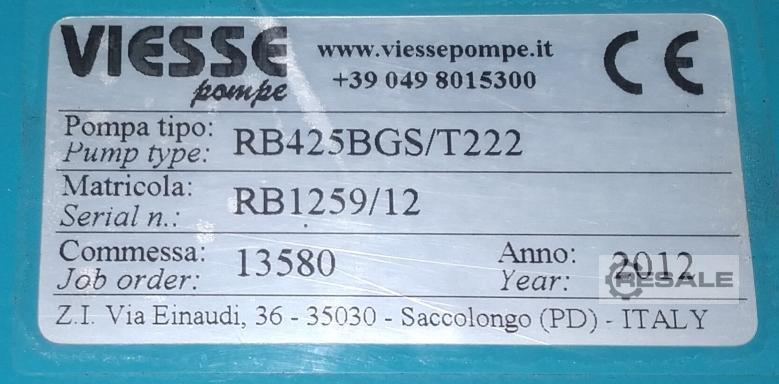 VIESSE
pompe
www.viessepompe.it
+39 049 8015300
CE
Pompa tipo:
Pump type: RB425BGS/T222
Matricola:
Serial n.: RB1259/12
Commessa:
Job order: 13580
Anno:
Year: 2012
RESALE
Z.I. Via Einaudi, 36 - 35030 - Saccolongo (PD) - ITALY